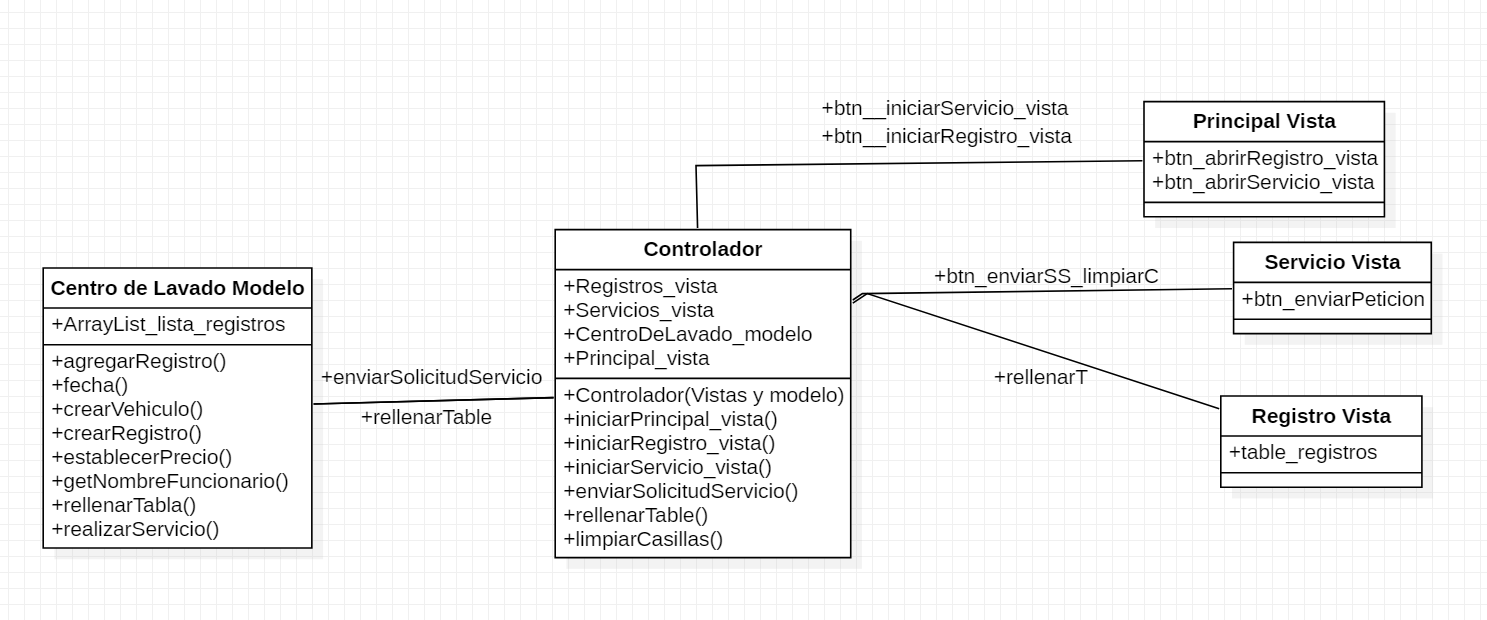 +btn__iniciarServicio_vista
+btn__iniciarRegistro_vista
Principal Vista
+btn_abrirRegistro_vista
+btn_abrirServicio_vista
Controlador
+Registros_vista
+Servicios_vista
+CentroDeLavado_modelo
+Principal_vista
+Controlador(Vistas y modelo)
+iniciarPrincipal_vista()
+iniciarRegistro_vista()
+iniciarServicio_vista()
+enviarSolicitudServicio()
+rellenarTable()
+limpiarCasillas()
+btn_enviarSS_limpiarC
Servicio Vista
+btn_enviarPeticion
Centro de Lavado Modelo
+ArrayList_lista_registros
+agregarRegistro()
+fecha()
+crearVehiculo()
+crearRegistro()
+establecerPrecio()
+getNombreFuncionario()
+rellenarTabla()
+realizarServicio()
+enviarSolicitudServicio
+rellenarTable
+rellenarT
Registro Vista
+table_registros